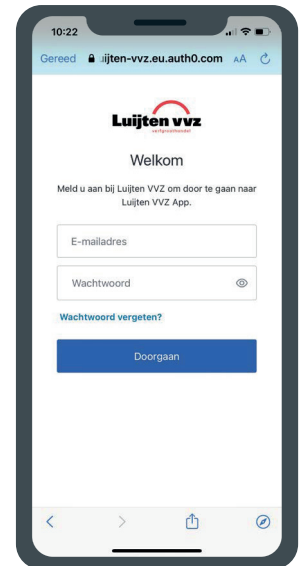 10:22
Gereed ijten-vvz.eu.auth0.com AA
Luijten vvz
verfgroothandel
Welkom
Meld u aan bij Luijten VVZ om door te gaan naar
Luijten VVZ App.
E-mailadres
Wachtwoord
Wachtwoord vergeten?
Doorgaan